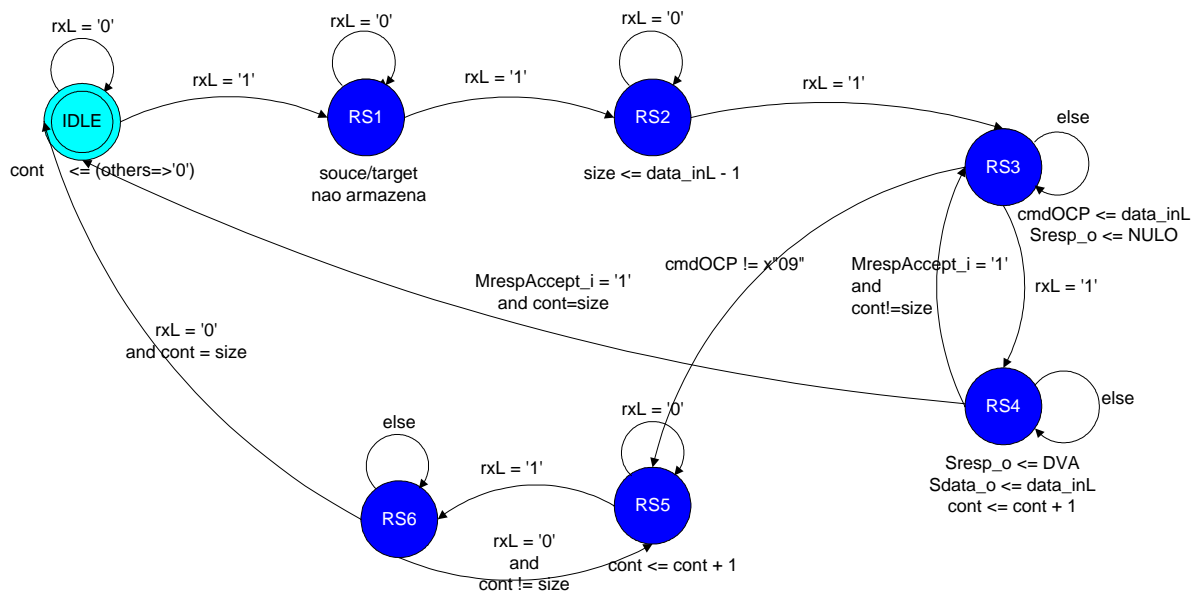 rxL = '0'
rxL = '0'
rxL = '0'
rxL = '1'
rxL = '1'
rxL = '1'
IDLE
RS1
RS2
else
RS3
cont <= (others=>'0')
souce/target
nao armazena
size <= data_inL - 1
cmdOCP <= data_inL
Sresp_o <= NULO
cmdOCP != x"09"
MrespAccept_i = '1'
and
cont!=size
rxL = '1'
MrespAccept_i = '1'
and cont=size
rxL = '0'
and cont = size
else
rxL = '0'
RS4
else
rxL = '1'
Sresp_o <= DVA
Sdata_o <= data_inL
cont <= cont + 1
RS6
RS5
rxL = '0'
and
cont != size
cont <= cont + 1